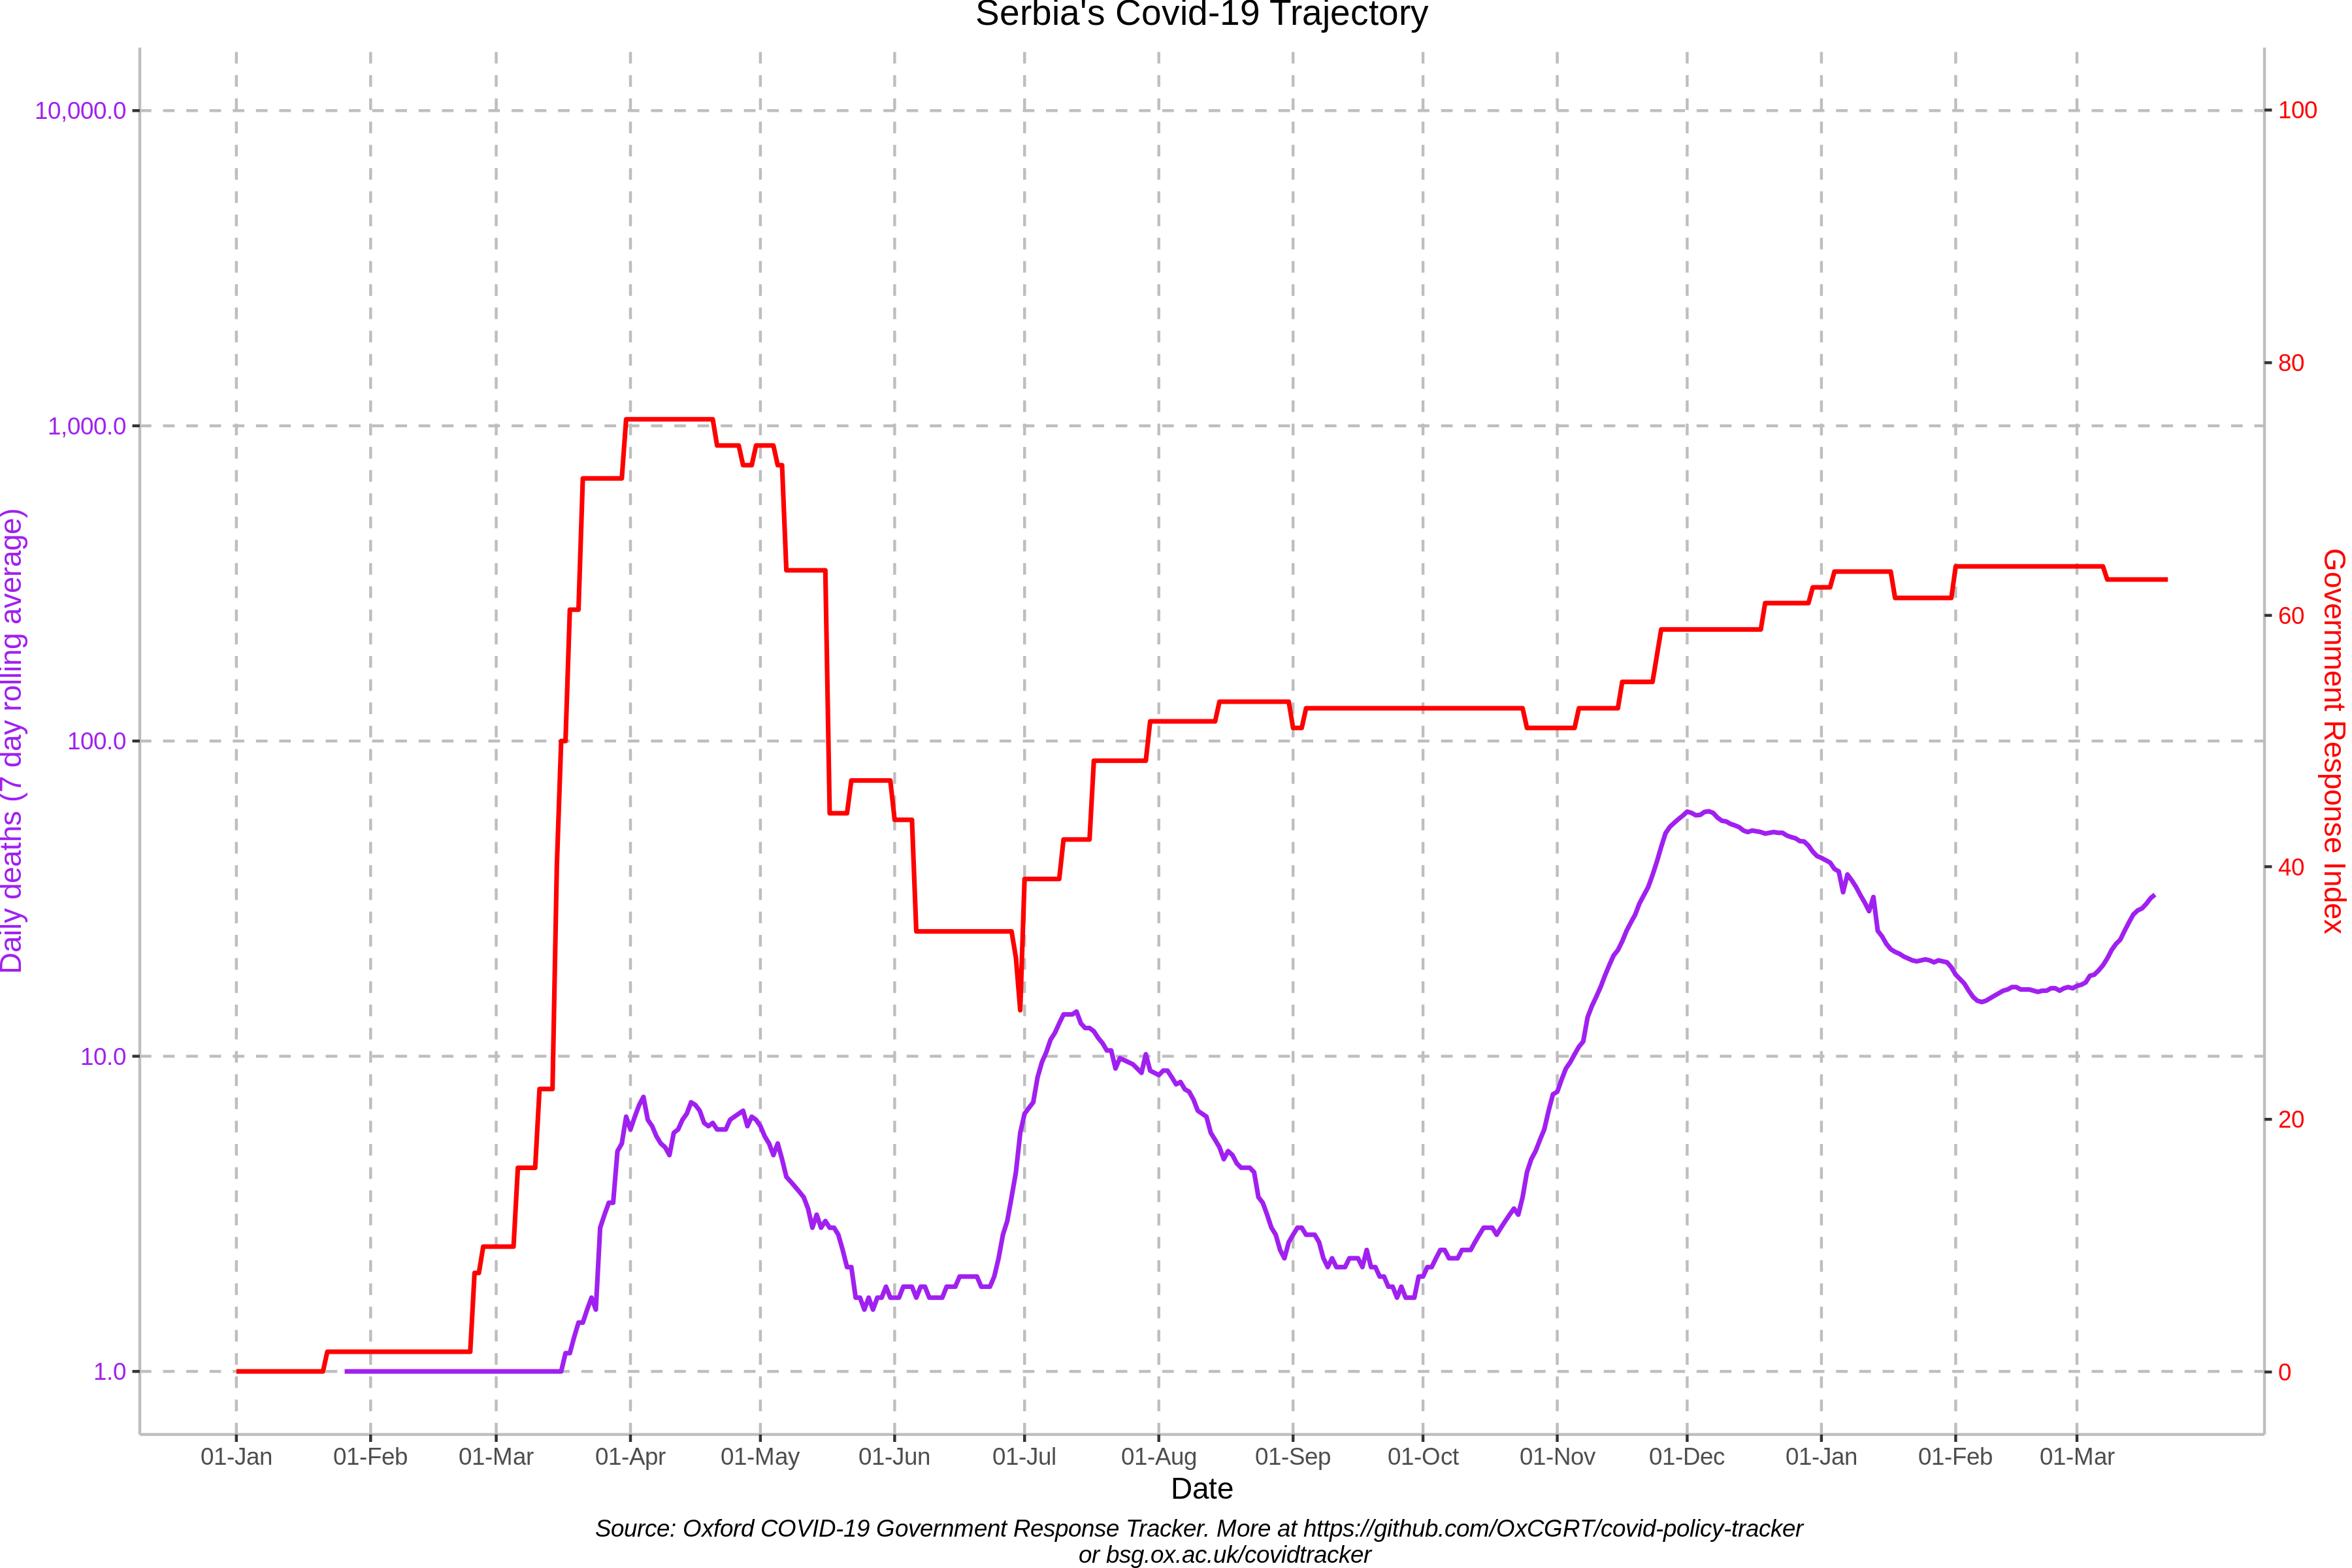 Serbia's Covid-19 Trajectory
10,000.0
1,000.0
100.0
10.0
1.0
Daily deaths (7 day rolling average)
100
80
60
40
20
0
Government Response Index
01-Jan 01-Feb 01-Mar 01-Apr 01-May 01-Jun 01-Jul 01-Aug 01-Sep 01-Oct 01-Nov 01-Dec 01-Jan 01-Feb 01-Mar
Date
Source: Oxford COVID-19 Government Response Tracker. More at https://github.com/OxCGRT/covid-policy-tracker
or bsg.ox.ac.uk/covidtracker